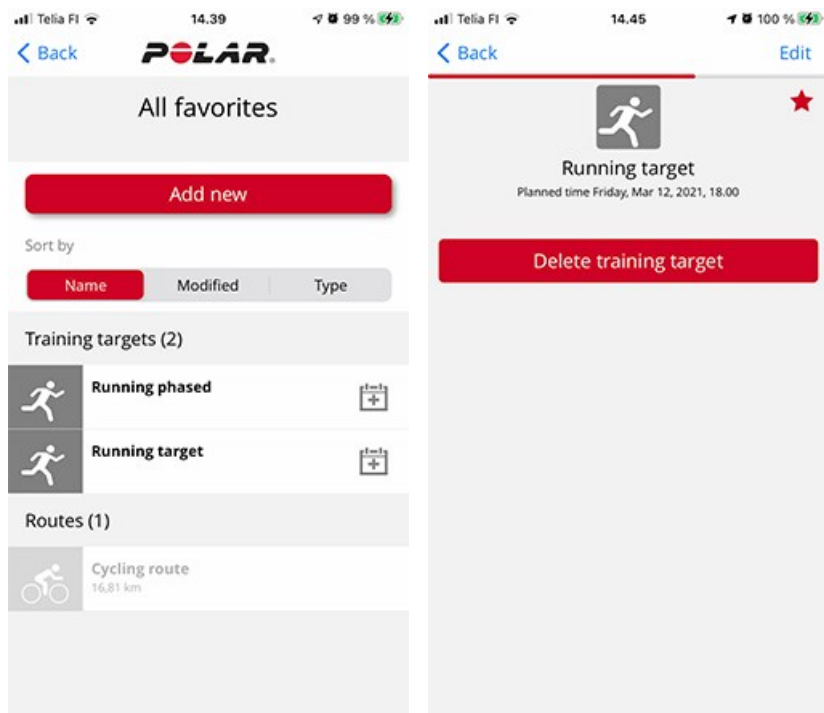 Telia FI 14.39 99 %
Back POLAR.
All favorites
Add new
Sort by
Name Modified Type
Training targets (2)
Running phased
Running target
Routes (1)
Cycling route
16,81 km
Telia FI 14.45 100 %
Back Edit
Running target
Planned time Friday, Mar 12, 2021, 18.00
Delete training target